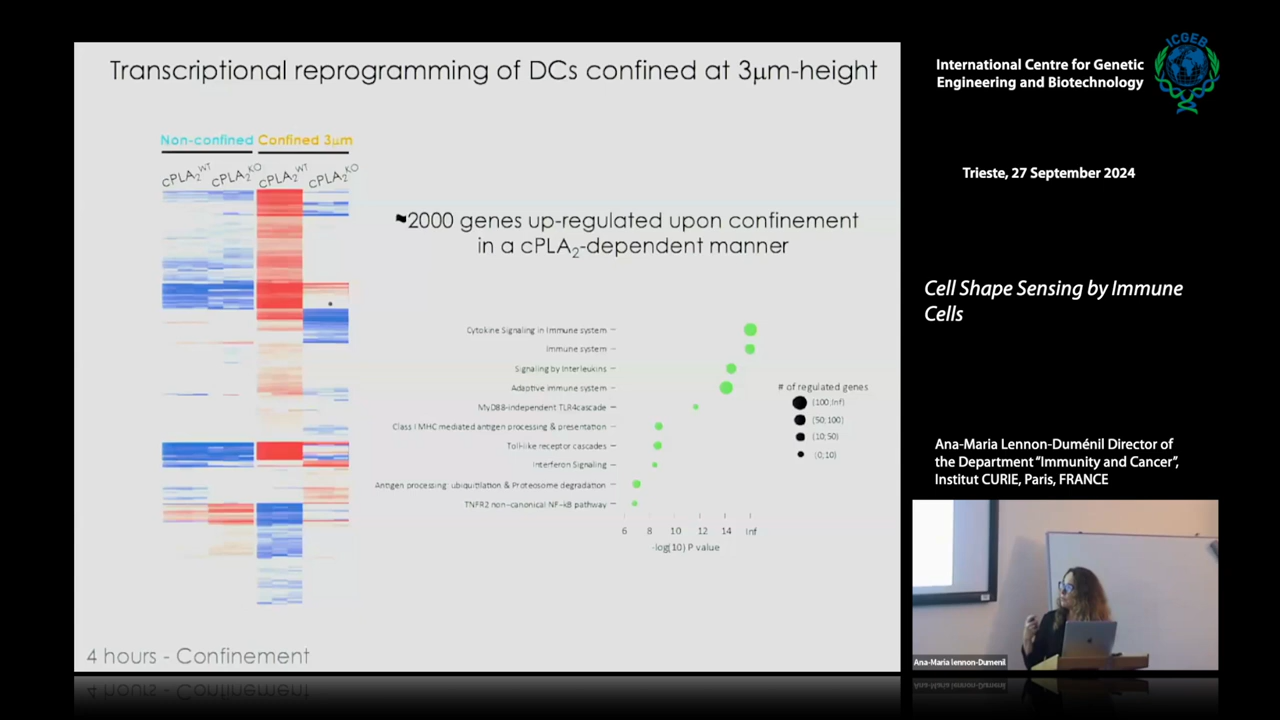 Transcriptional reprogramming of DCs confined at 3μm-height
Non-confined Confined 3μm
cPLA2WT cPLA2KO cPLA2WT cPLA2KO
~2000 genes up-regulated upon confinement
in a cPLA2-dependent manner
Cytokine Signaling in Immune system
Immune system
Signaling by Interleukins
Adaptive immune system
MyD88-independent TLR4cascade
Class I MHC mediated antigen processing & presentation
Toll-like receptor cascades
Interferon Signaling
Antigen processing: ubiquitilation & Proteosome degradation
TNFR2 non-canonical NF-kB pathway
6 8 10 12 14 Inf
-log(10) P value
# of regulated genes
(100;Inf)
(50;100)
(10;50)
(0;10)
4 hours - Confinement
International Centre for Genetic
Engineering and Biotechnology
ICGEB
Trieste, 27 September 2024
Cell Shape Sensing by Immune
Cells
Ana-Maria Lennon-Duménil Director of
the Department “Immunity and Cancer”,
Institut CURIE, Paris, FRANCE
Ana-Maria lennon-Dumenil